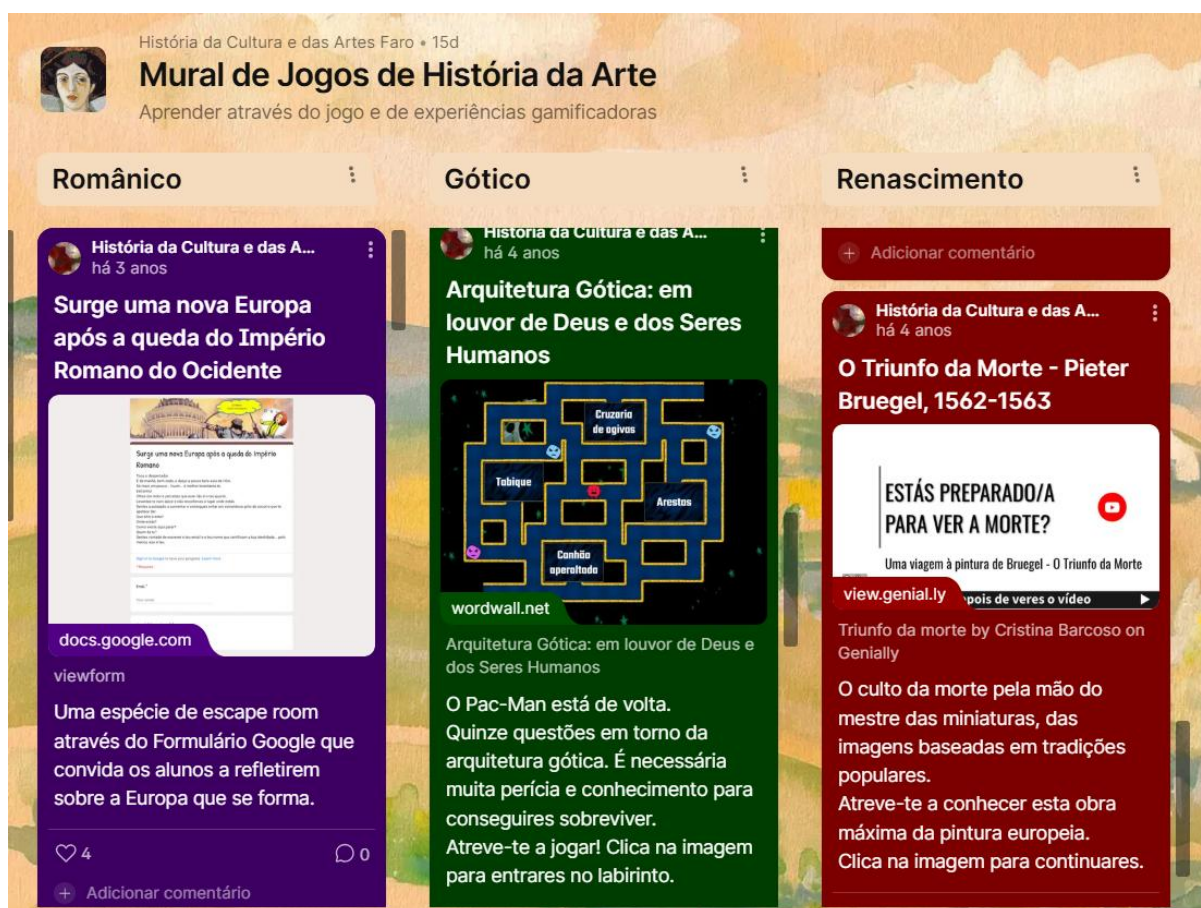 História da Cultura e das Artes Faro • 15d
Mural de Jogos de História da Arte
Aprender através do jogo e de experiências gamificadoras
Românico
História da Cultura e das A...
há 3 anos
Surge uma nova Europa
após a queda do Império
Romano do Ocidente
Surge uma nova Europa após a queda do Império
Romano
docs.google.com
viewform
Uma espécie de escape room
através do Formulário Google que
convida os alunos a refletirem
sobre a Europa que se forma.
4
0
Adicionar comentário
Gótico
História da Cultura e das A...
há 4 anos
Arquitetura Gótica: em
louvor de Deus e dos Seres
Humanos
Cruzaria
de ogivas
Tabique
Arestas
Canhão
aperaltado
wordwall.net
Arquitetura Gótica: em louvor de Deus e
dos Seres Humanos
O Pac-Man está de volta.
Quinze questões em torno da
arquitetura gótica. É necessária
muita perícia e conhecimento para
conseguires sobreviver.
Atreve-te a jogar! Clica na imagem
para entrares no labirinto.
Renascimento
Adicionar comentário
História da Cultura e das A...
há 4 anos
O Triunfo da Morte - Pieter
Bruegel, 1562-1563
ESTÁS PREPARADO/A
PARA VER A MORTE?
Uma viagem à pintura de Bruegel - O Triunfo da Morte
view.genial.ly
pois de veres o vídeo
Triunfo da morte by Cristina Barcoso on
Genially
O culto da morte pela mão do
mestre das miniaturas, das
imagens baseadas em tradições
populares.
Atreve-te a conhecer esta obra
máxima da pintura europeia.
Clica na imagem para continuares.